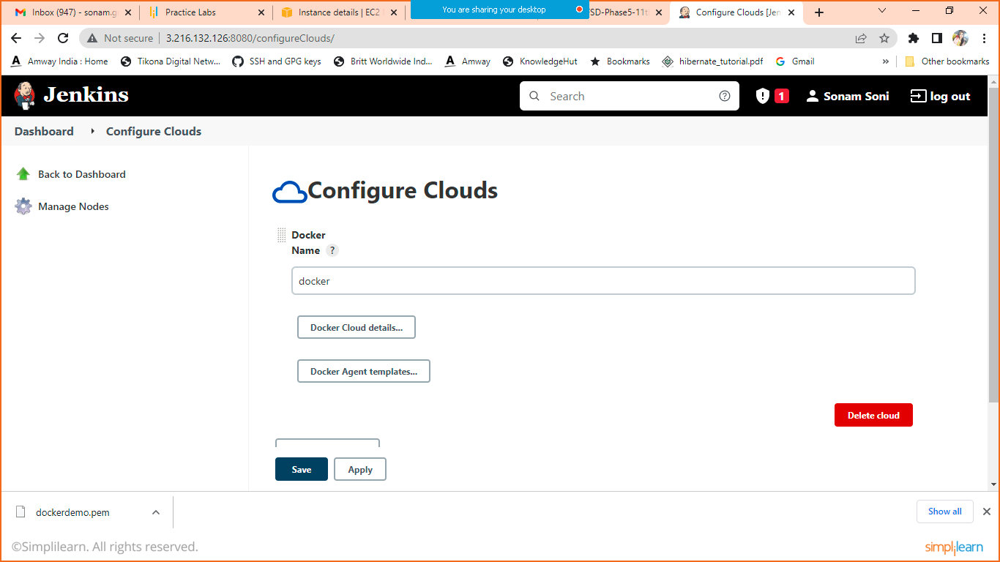 Inbox (947) - sonam.g
Practice Labs
Instance details | EC2
You are sharing your desktop
FSD-Phase5-11th
Configure Clouds [Jen
Not secure
3.216.132.126:8080/configureClouds/
Amway India : Home
Tikona Digital Netw...
SSH and GPG keys
Britt Worldwide Ind...
Amway
KnowledgeHut
Bookmarks
hibernate_tutorial.pdf
Gmail
»
Other bookmarks
Jenkins
Search
1
Sonam Soni
log out
Dashboard
Configure Clouds
Back to Dashboard
Manage Nodes
Configure Clouds
Docker
Name ?
docker
Docker Cloud details...
Docker Agent templates...
Delete cloud
Save
Apply
dockerdemo.pem
Show all
©Simplilearn. All rights reserved.
simplilearn